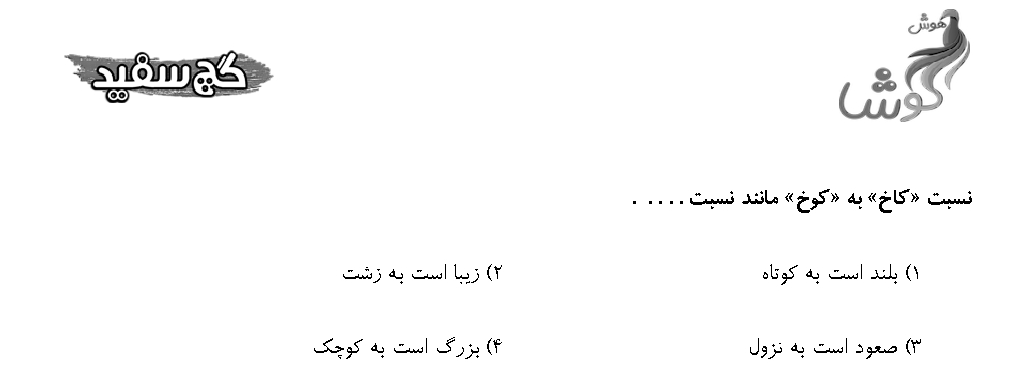 هوش
کوشا
گچ سفید
نسبت «کاخ» به «کوخ» مانند نسبت ..... .
۱) بلند است به کوتاه
۲) زیبا است به زشت
۳) صعود است به نزول
۴) بزرگ است به کوچک